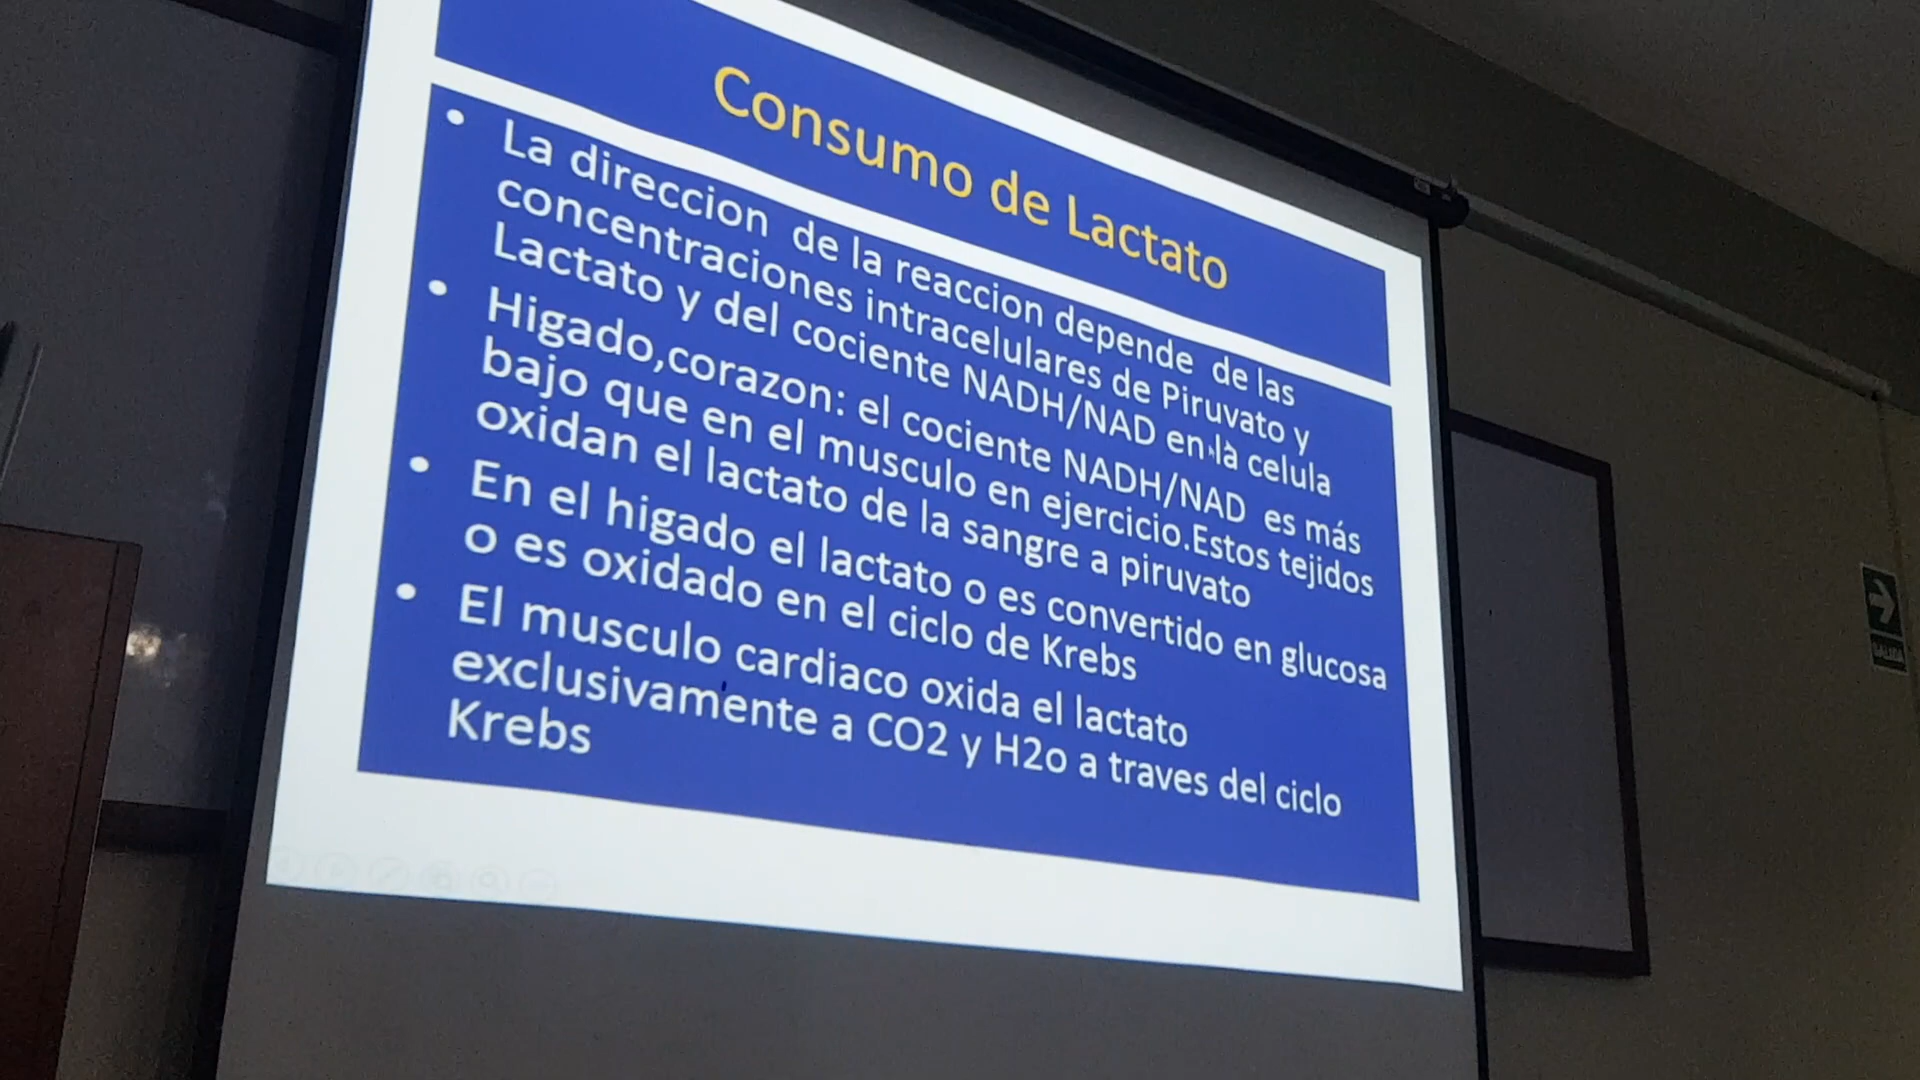 Consumo de Lactato
• La direccion de la reaccion depende de las
concentraciones intracelulares de Piruvato y
Lactato y del cociente NADH/NAD en la celula
• Higado,corazon: el cociente NADH/NAD es más
bajo que en el musculo en ejercicio.Estos tejidos
oxidan el lactato de la sangre a piruvato
• En el higado el lactato o es convertido en glucosa
o es oxidado en el ciclo de Krebs
• El musculo cardiaco oxida el lactato
exclusivamente a CO2 y H2o a traves del ciclo
Krebs
SALIDA